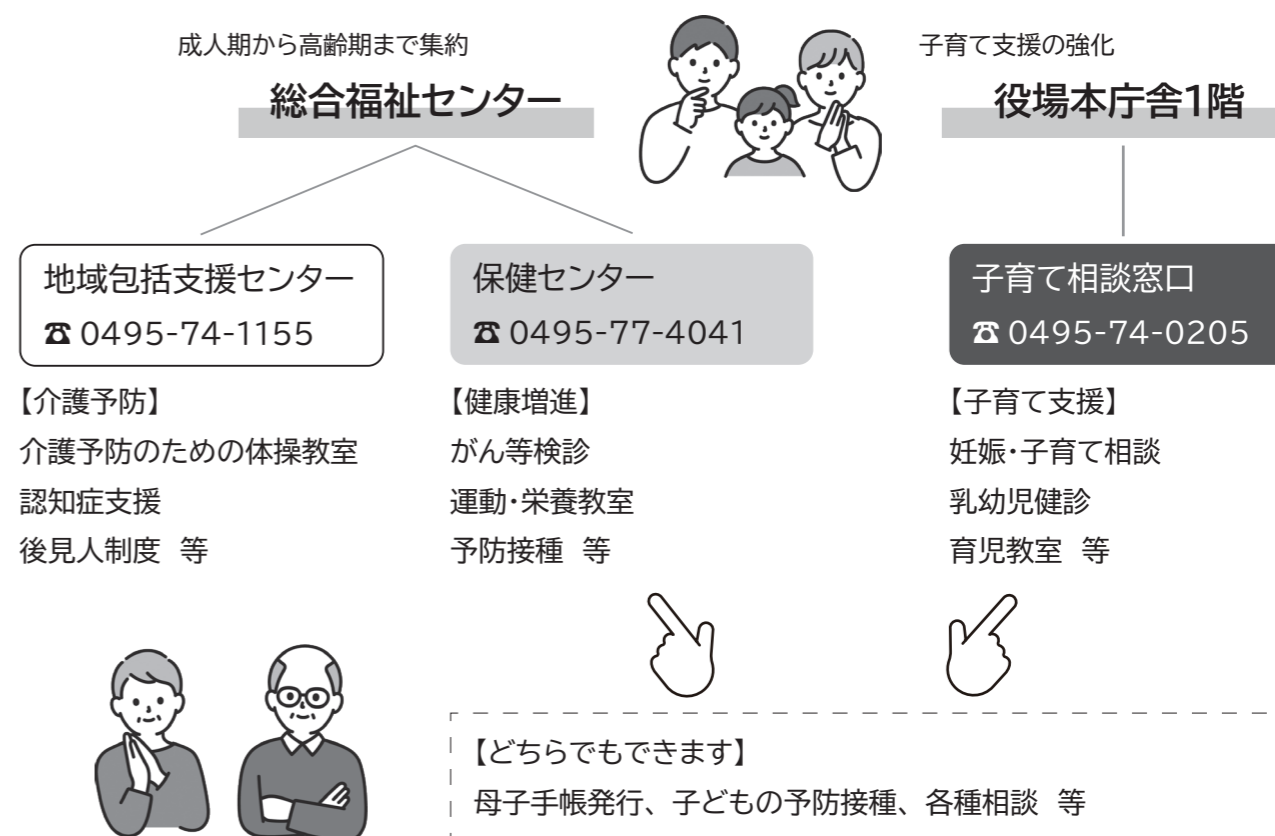 成人期から高齢期まで集約
総合福祉センター
子育て支援の強化
役場本庁舎1階
地域包括支援センター
☎ 0495-74-1155
【介護予防】
介護予防のための体操教室
認知症支援
後見人制度 等
保健センター
☎ 0495-77-4041
【健康増進】
がん等検診
運動・栄養教室
予防接種 等
子育て相談窓口
☎ 0495-74-0205
【子育て支援】
妊娠・子育て相談
乳幼児健診
育児教室 等
【どちらでもできます】
母子手帳発行、子どもの予防接種、各種相談 等